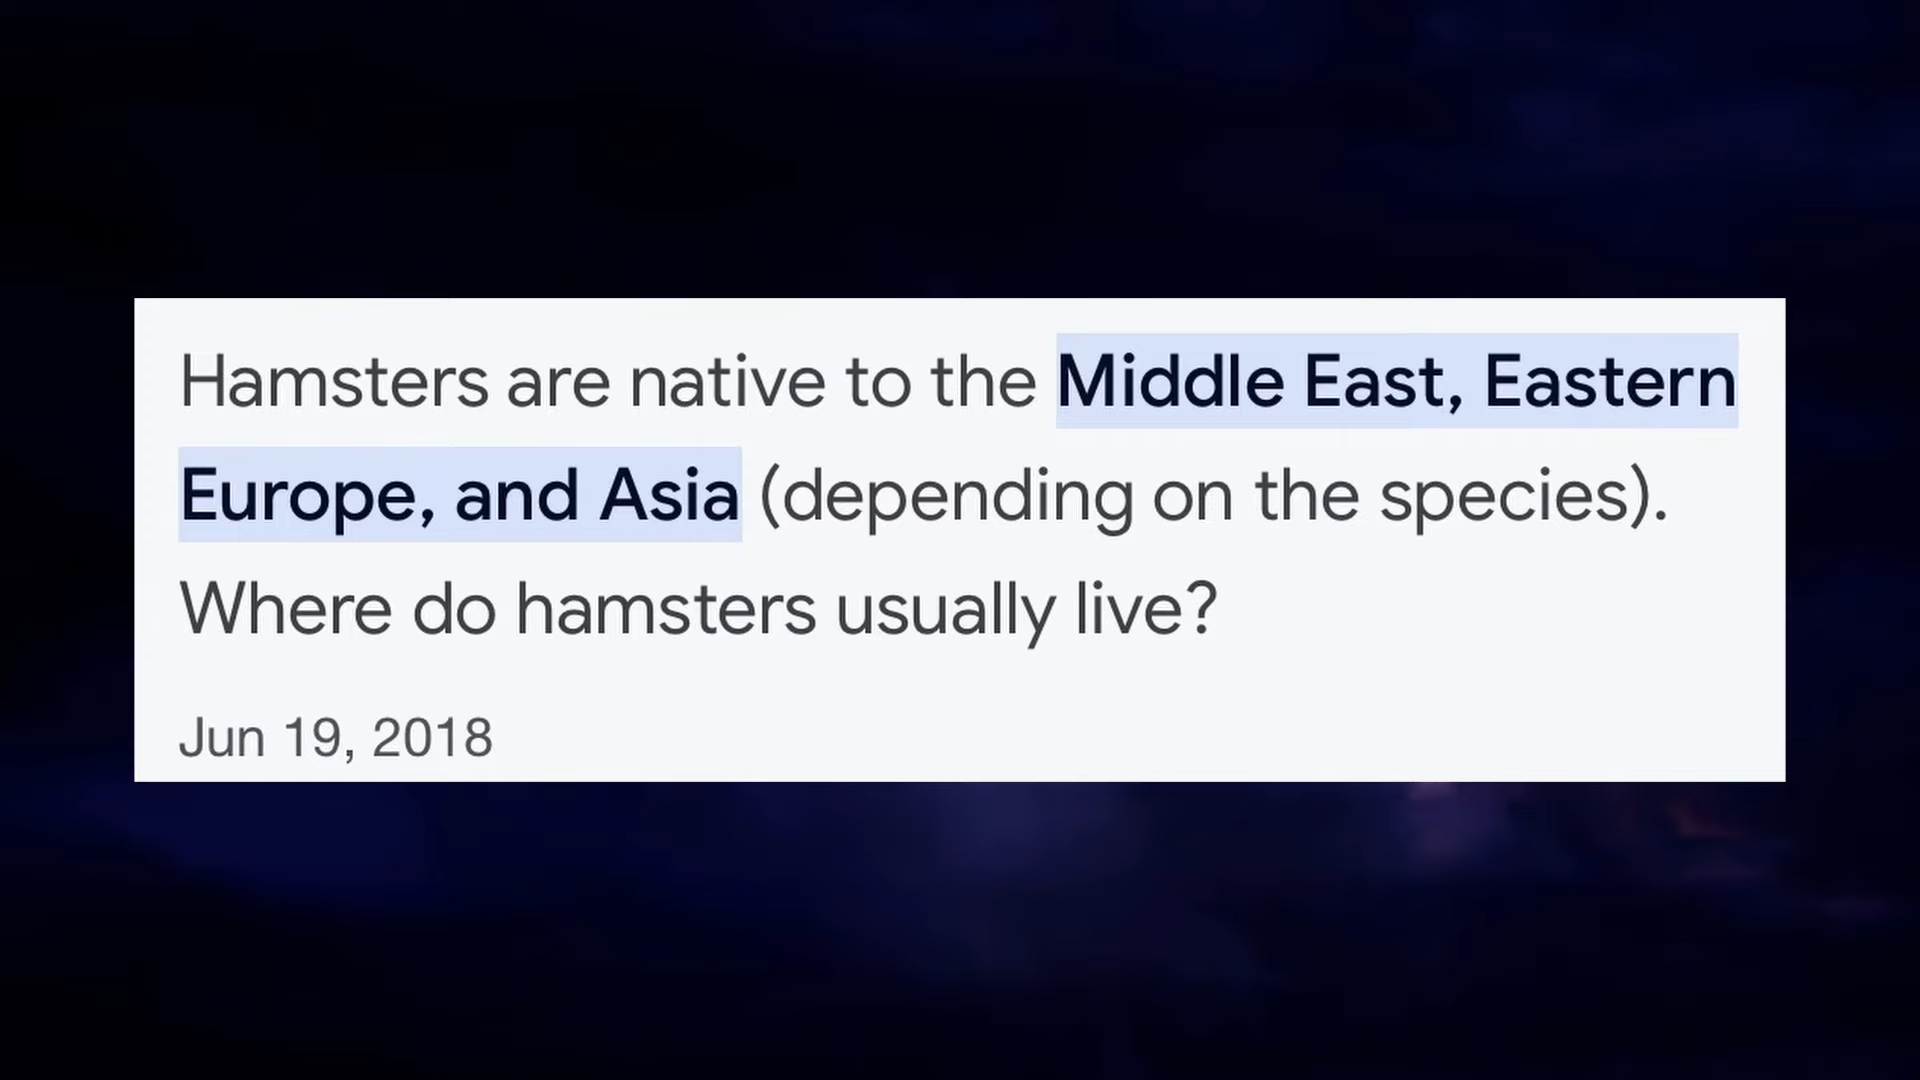 Hamsters are native to the Middle East, Eastern
Europe, and Asia (depending on the species).
Where do hamsters usually live?
Jun 19, 2018